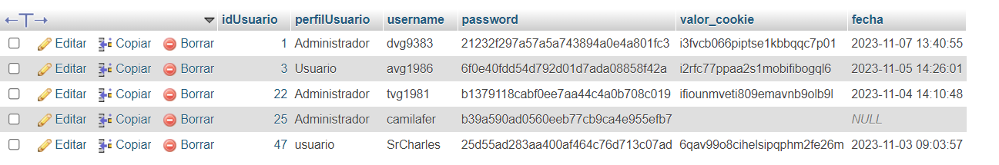 idUsuario perfilUsuario username password valor_cookie fecha
Editar Copiar Borrar 1 Administrador dvg9383 21232f297a57a5a743894a0e4a801fc3 i3fvcb066piptse1kbbqqc7p01 2023-11-07 13:40:55
Editar Copiar Borrar 3 Usuario avg1986 6f0e40fdd54d792d01d7ada08858f42a i2rfc77ppaa2s1mobifibogql6 2023-11-05 14:26:01
Editar Copiar Borrar 22 Administrador tvg1981 b1379118cabf0ee7aa44c4a0b708c019 ifiounmveti809emavnb9olb9l 2023-11-04 14:10:48
Editar Copiar Borrar 25 Administrador camilafer b39a590ad0560eeb77cb9ca4e955efb7 NULL
Editar Copiar Borrar 47 usuario SrCharles 25d55ad283aa400af464c76d713c07ad 6qav99o8cihelsipqphm2fe26m 2023-11-03 09:03:57